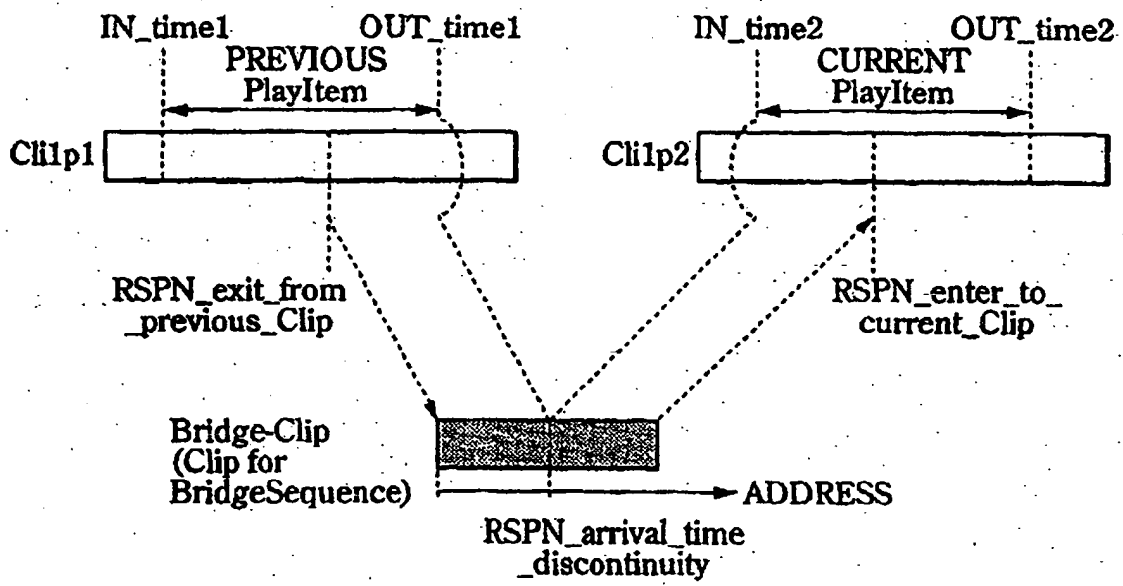 IN_time1
OUT_time1
IN_time2
OUT_time2
PREVIOUS
PlayItem
CURRENT
PlayItem
Cli1p1
Cli1p2
RSPN_exit_from
_previous_Clip
RSPN_enter_to_
current_Clip
Bridge-Clip
(Clip for
BridgeSequence)
ADDRESS
RSPN_arrival_time
_discontinuity